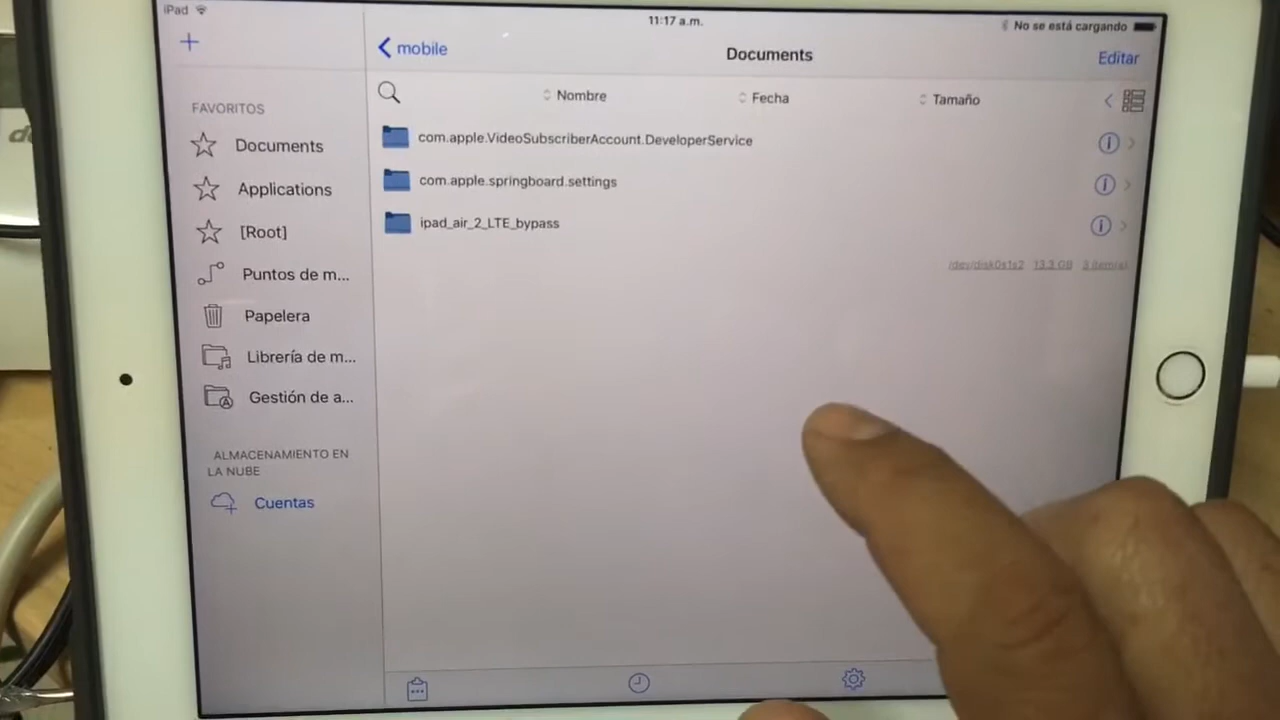 iPad
11:17 a.m.
No se está cargando
mobile
Documents
Editar
Nombre
Fecha
Tamaño
FAVORITOS
Documents
Applications
[Root]
Puntos de m...
Papelera
Librería de m...
Gestión de a...
ALMACENAMIENTO EN
LA NUBE
Cuentas
com.apple.VideoSubscriberAccount.DeveloperService
com.apple.springboard.settings
ipad_air_2_LTE_bypass
/dev/disk0s1s2 13.3 GB 3 item(s)